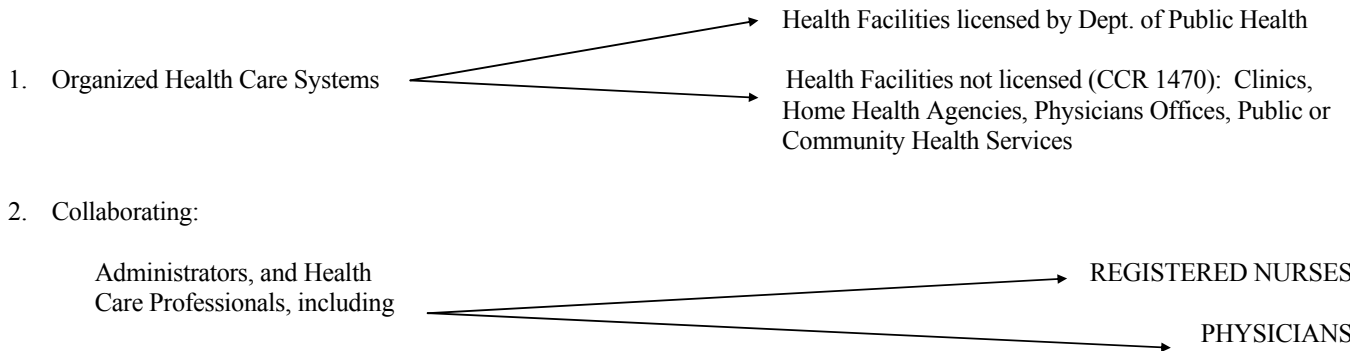 Health Facilities licensed by Dept. of Public Health
1. Organized Health Care Systems
Health Facilities not licensed (CCR 1470): Clinics,
Home Health Agencies, Physicians Offices, Public or
Community Health Services
2. Collaborating:
Administrators, and Health
Care Professionals, including
REGISTERED NURSES
PHYSICIANS